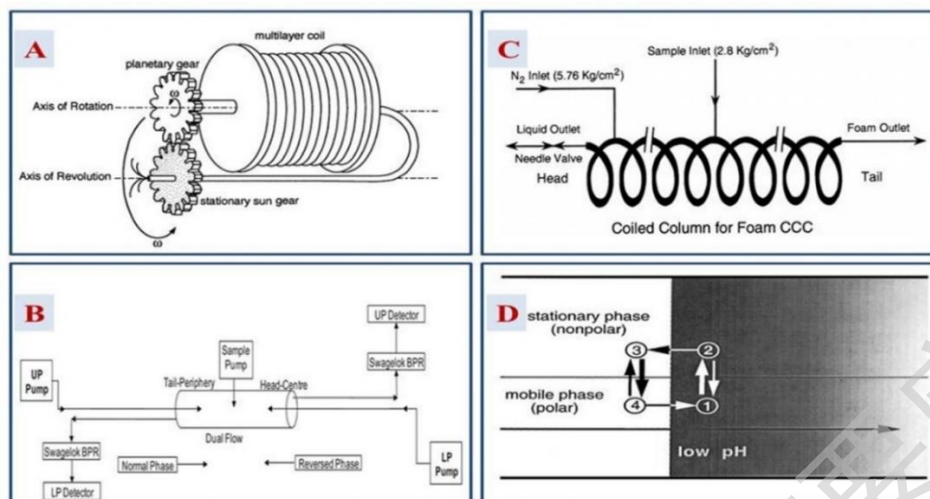 A
multilayer coil
planetary gear
ω
Axis of Rotation
Axis of Revolution
stationary sun gear
ω
C
Sample Inlet (2.8 Kg/cm²)
N₂ Inlet (5.76 Kg/cm²)
Liquid Outlet
Foam Outlet
Needle Valve
Head
Tail
Coiled Column for Foam CCC
B
UP Detector
Sample
Pump
Swagelok BPR
UP
Pump
Tail-Periphery
Head-Centre
Dual Flow
Swagelok BPR
Normal Phase
Reversed Phase
LP
Pump
LP Detector
D
stationary phase
(nonpolar)
3
2
mobile phase
(polar)
4
1
low pH